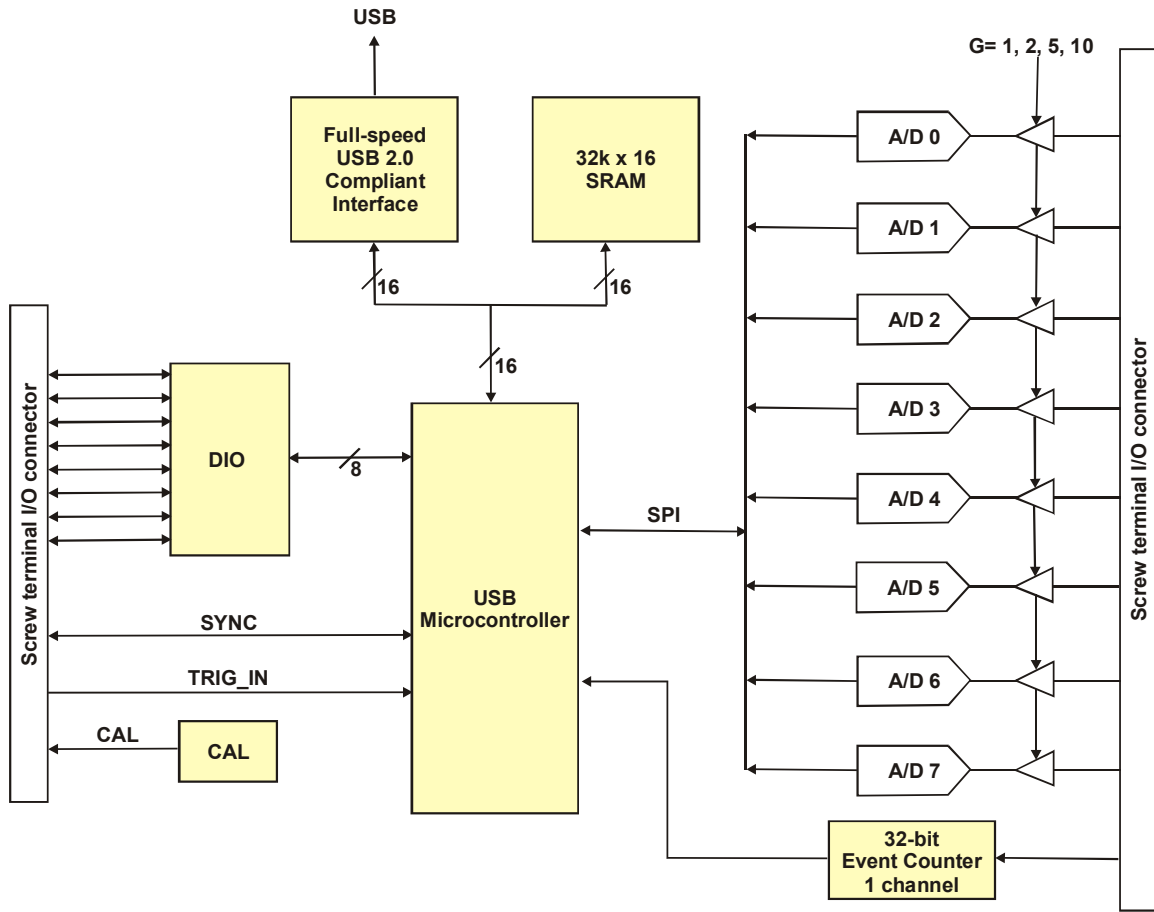 USB
G= 1, 2, 5, 10
Full-speed
USB 2.0
Compliant
Interface
32k x 16
SRAM
A/D 0
A/D 1
A/D 2
A/D 3
A/D 4
A/D 5
A/D 6
A/D 7
16
16
16
Screw terminal I/O connector
DIO
8
SPI
USB
Microcontroller
SYNC
TRIG_IN
CAL
CAL
32-bit
Event Counter
1 channel
Screw terminal I/O connector